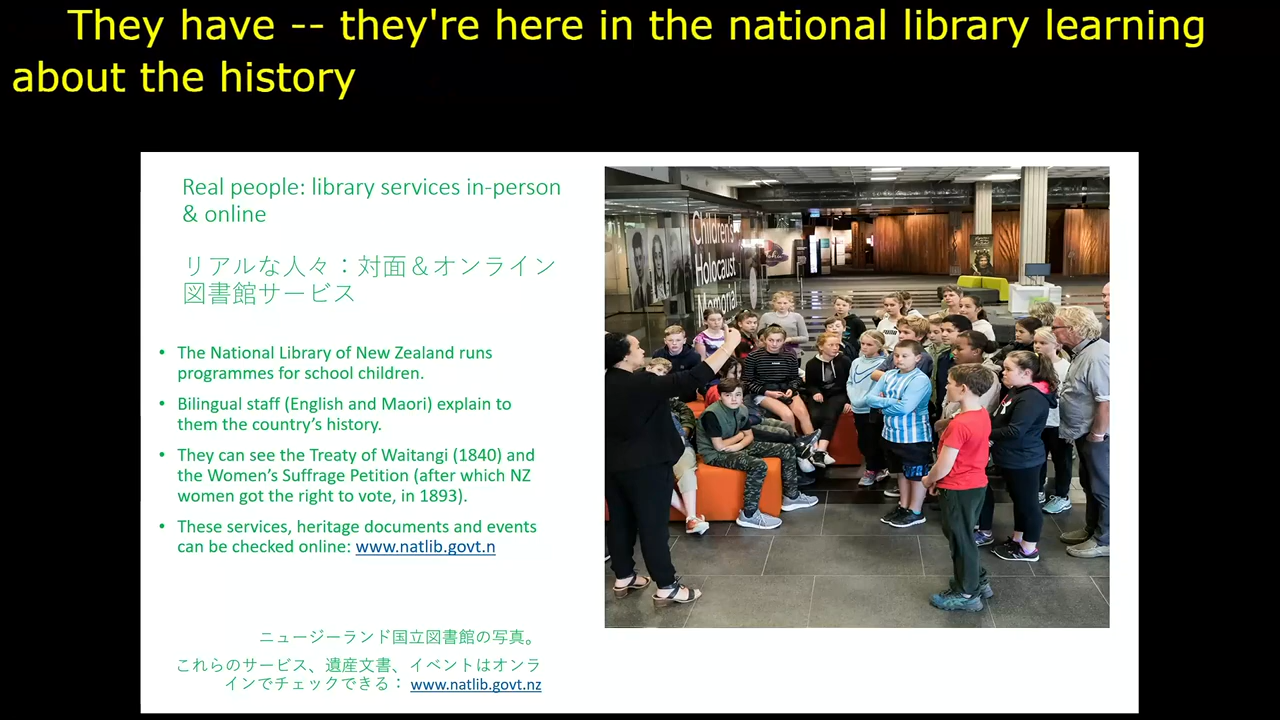 They have -- they're here in the national library learning
about the history
Real people: library services in-person
& online
リアルな人々：対面＆オンライン
図書館サービス
• The National Library of New Zealand runs
programmes for school children.
• Bilingual staff (English and Maori) explain to
them the country's history.
• They can see the Treaty of Waitangi (1840) and
the Women's Suffrage Petition (after which NZ
women got the right to vote, in 1893).
• These services, heritage documents and events
can be checked online: www.natlib.govt.n
ニュージーランド国立図書館の写真。
これらのサービス、遺産文書、イベントはオンラ
インでチェックできる： www.natlib.govt.nz
Children's
Holocaust
Memorial
PUMA